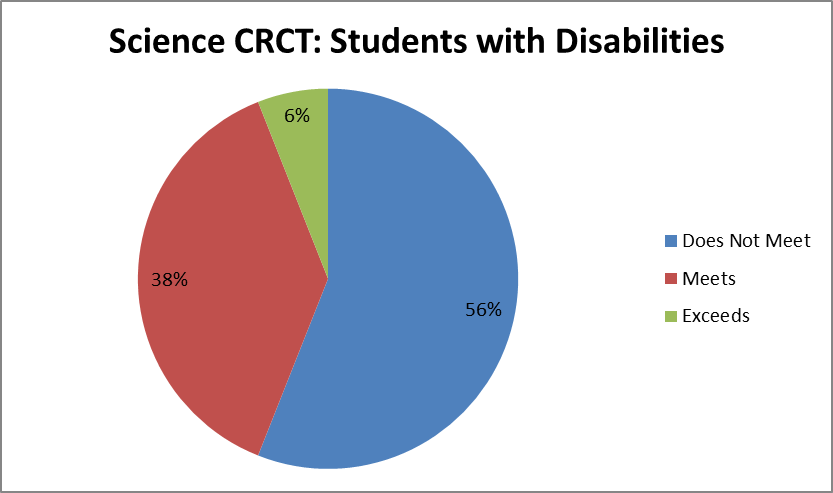 Science CRCT: Students with Disabilities
6%
38%
56%
Does Not Meet
Meets
Exceeds